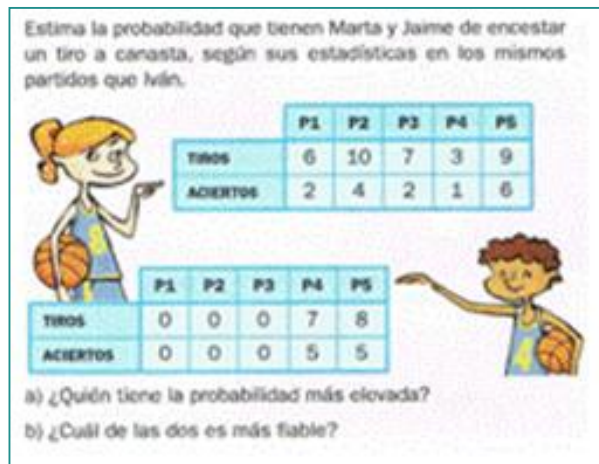 Estima la probabilidad que tienen Marta y Jaime de encestar
un tiro a canasta, según sus estadísticas en los mismos
partidos que Iván.
P1 P2 P3 P4 P5
TIROS 6 10 7 3 9
ACIERTOS 2 4 2 1 6
P1 P2 P3 P4 P5
TIROS 0 0 0 7 8
ACIERTOS 0 0 0 5 5
a) ¿Quién tiene la probabilidad más elevada?
b) ¿Cuál de las dos es más fiable?